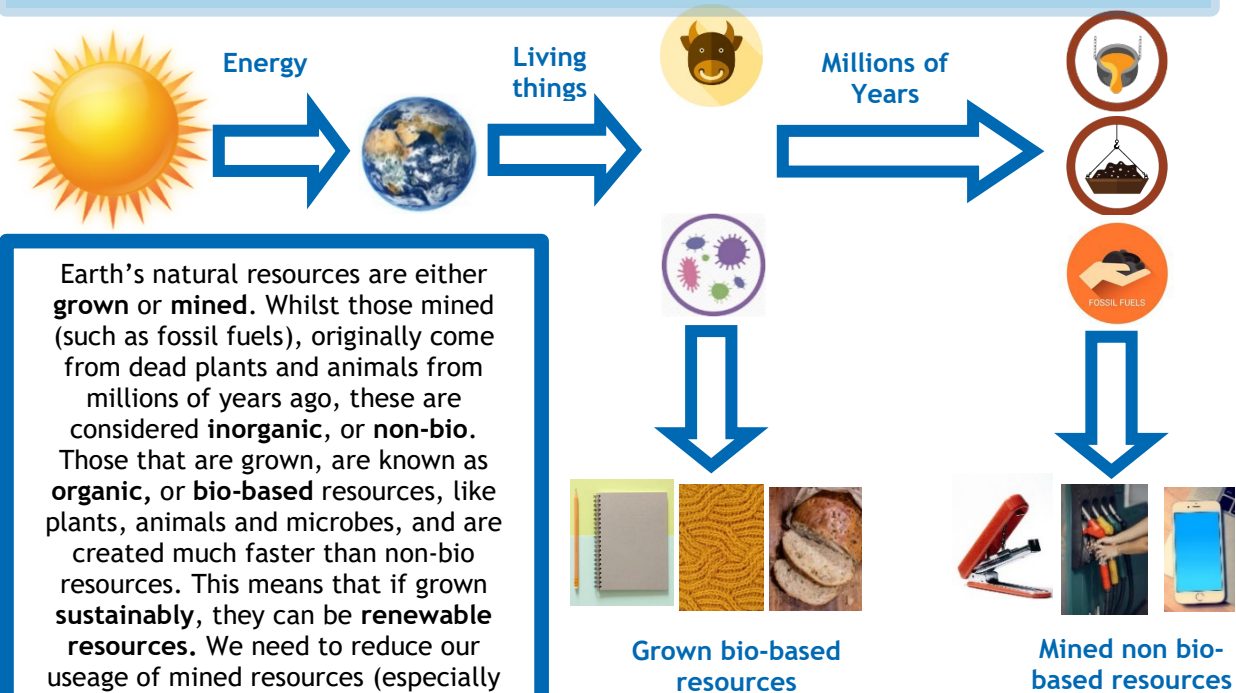 Energy
Living
things
Millions of
Years
FOSSIL FUELS
Earth’s natural resources are either
grown or mined. Whilst those mined
(such as fossil fuels), originally come
from dead plants and animals from
millions of years ago, these are
considered inorganic, or non-bio.
Those that are grown, are known as
organic, or bio-based resources, like
plants, animals and microbes, and are
created much faster than non-bio
resources. This means that if grown
sustainably, they can be renewable
resources. We need to reduce our
useage of mined resources (especially
Grown bio-based
resources
Mined non bio-
based resources